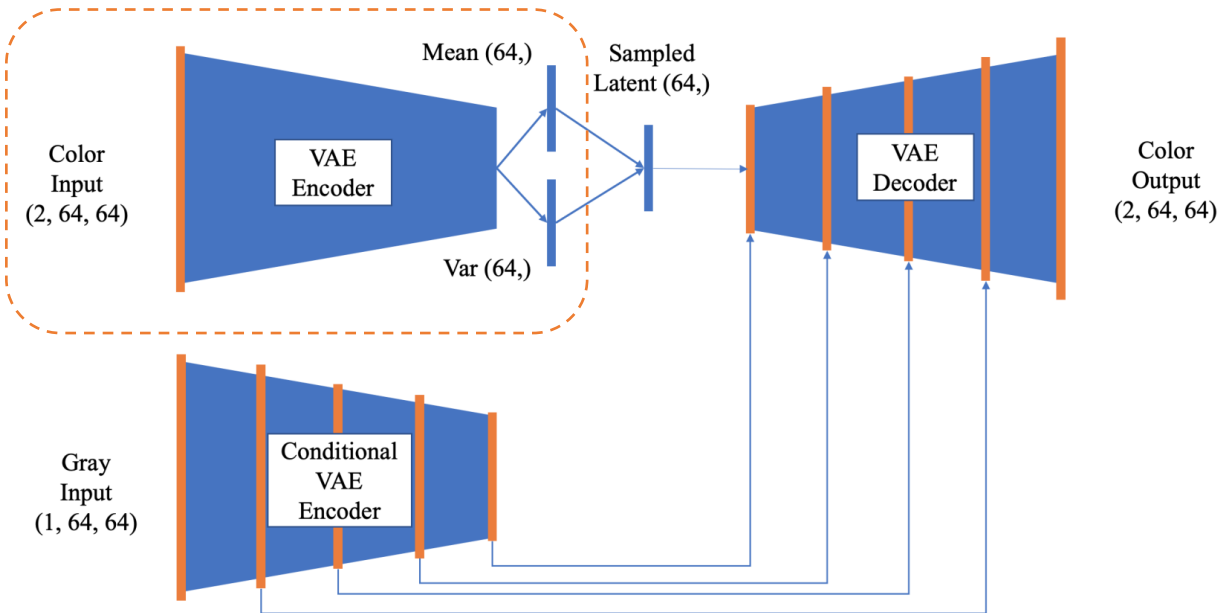 Mean (64,)
Sampled
Latent (64,)
Color
Input
(2, 64, 64)
VAE
Encoder
Var (64,)
VAE
Decoder
Color
Output
(2, 64, 64)
Gray
Input
(1, 64, 64)
Conditional
VAE
Encoder